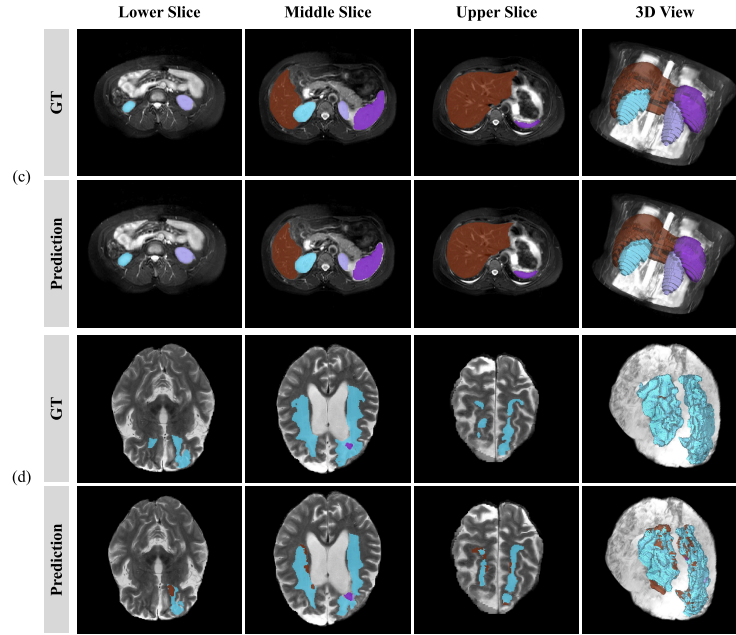 Lower Slice Middle Slice Upper Slice 3D View
GT
(c)
Prediction
GT
(d)
Prediction